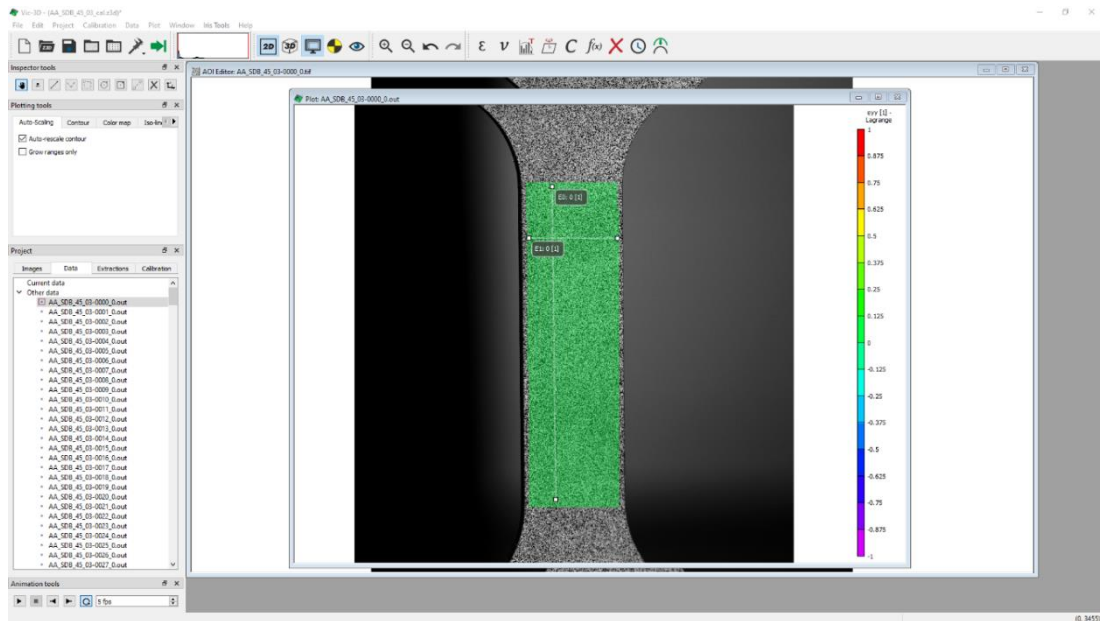 Vic-3D - (AA_SDB_45_03_cal.z3d)*
File Edit Project Calibration Data Plot Window Iris Tools Help
2D 3D ε ν C f(x)
Inspector tools
Plotting tools
Auto-Scaling Contour Color map Iso-line
Auto-rescale contour
Grow ranges only
Project
Images Data Extractions Calibration
Current data
Other data
AA_SDB_45_03-0000_0.out
AA_SDB_45_03-0001_0.out
AA_SDB_45_03-0002_0.out
AA_SDB_45_03-0003_0.out
AA_SDB_45_03-0004_0.out
AA_SDB_45_03-0005_0.out
AA_SDB_45_03-0006_0.out
AA_SDB_45_03-0007_0.out
AA_SDB_45_03-0008_0.out
AA_SDB_45_03-0009_0.out
AA_SDB_45_03-0010_0.out
AA_SDB_45_03-0011_0.out
AA_SDB_45_03-0012_0.out
AA_SDB_45_03-0013_0.out
AA_SDB_45_03-0014_0.out
AA_SDB_45_03-0015_0.out
AA_SDB_45_03-0016_0.out
AA_SDB_45_03-0017_0.out
AA_SDB_45_03-0018_0.out
AA_SDB_45_03-0019_0.out
AA_SDB_45_03-0020_0.out
AA_SDB_45_03-0021_0.out
AA_SDB_45_03-0022_0.out
AA_SDB_45_03-0023_0.out
AA_SDB_45_03-0024_0.out
AA_SDB_45_03-0025_0.out
AA_SDB_45_03-0026_0.out
AA_SDB_45_03-0027_0.out
Animation tools
5 fps
AOI Editor: AA_SDB_45_03-0000_0.tif
Plot: AA_SDB_45_03-0000_0.out
E0: 0 [1]
E1: 0 [1]
eyy [1] -
Lagrange
1
0.875
0.75
0.625
0.5
0.375
0.25
0.125
0
-0.125
-0.25
-0.375
-0.5
-0.625
-0.75
-0.875
-1
(0, 3455)